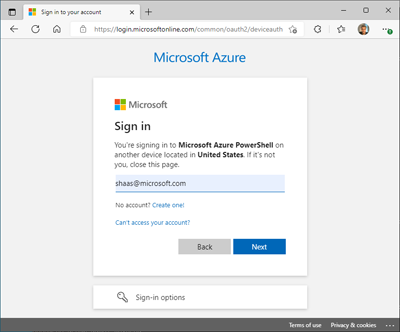 Sign in to your account
https://login.microsoftonline.com/common/oauth2/deviceauth
Microsoft Azure
Microsoft
Sign in
You're signing in to Microsoft Azure PowerShell on
another device located in United States. If it's not
you, close this page.
shaas@microsoft.com
No account? Create one!
Can't access your account?
Back Next
Sign-in options
Terms of use Privacy & cookies ...